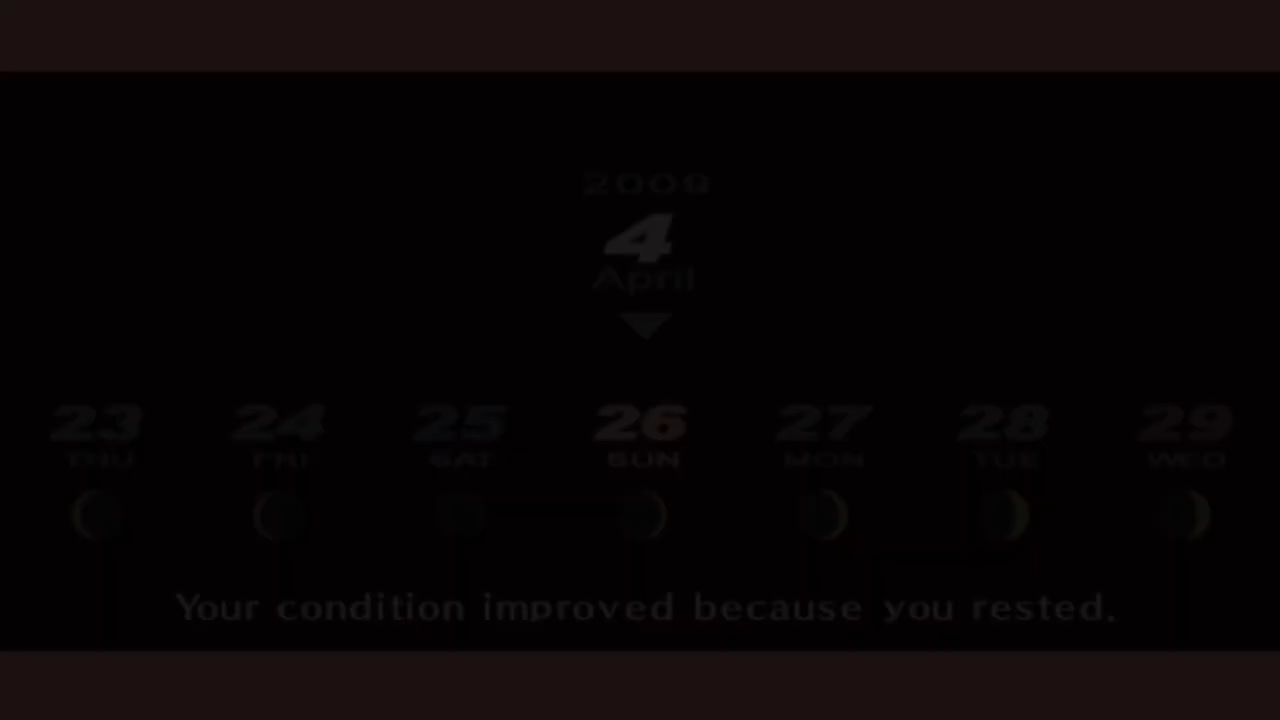 2009
4
April
23 24 25 26 27 28 29
THU FRI SAT SUN MON TUE WED
Your condition improved because you rested.